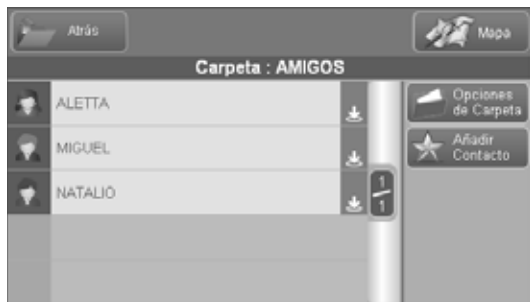 Atrás
Mapa
Carpeta : AMIGOS
ALETTA
Opciones
de Carpeta
MIGUEL
Añadir
Contacto
NATALIO
1
1